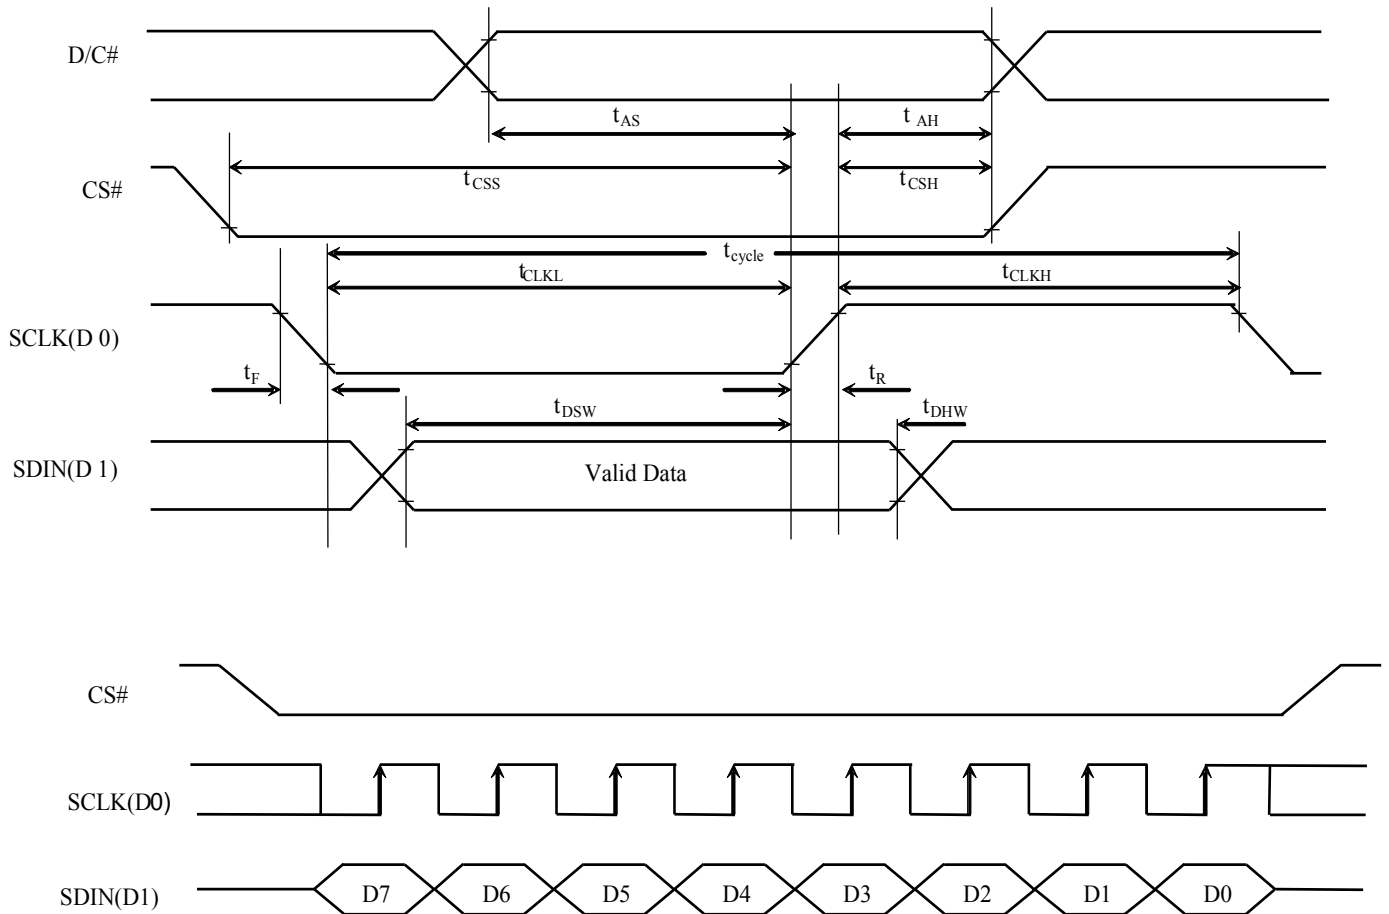 D/C#
tAS
t AH
CS#
tCSS
tCSH
tcycle
tCLKL
tCLKH
SCLK(D 0)
tF
tR
tDSW
tDHW
SDIN(D 1)
Valid Data
CS#
SCLK(D0)
SDIN(D1)
D7 D6 D5 D4 D3 D2 D1 D0